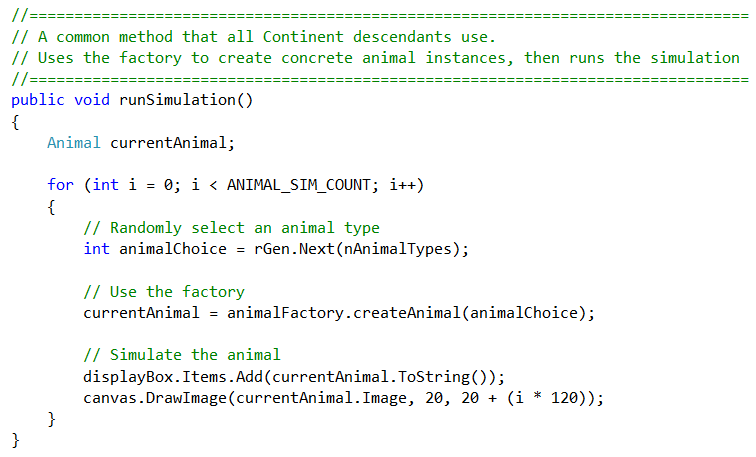 //================================================================================
// A common method that all Continent descendants use.
// Uses the factory to create concrete animal instances, then runs the simulation
//================================================================================
public void runSimulation()
{
    Animal currentAnimal;

    for (int i = 0; i < ANIMAL_SIM_COUNT; i++)
    {
        // Randomly select an animal type
        int animalChoice = rGen.Next(nAnimalTypes);

        // Use the factory
        currentAnimal = animalFactory.createAnimal(animalChoice);

        // Simulate the animal
        displayBox.Items.Add(currentAnimal.ToString());
        canvas.DrawImage(currentAnimal.Image, 20, 20 + (i * 120));
    }
}